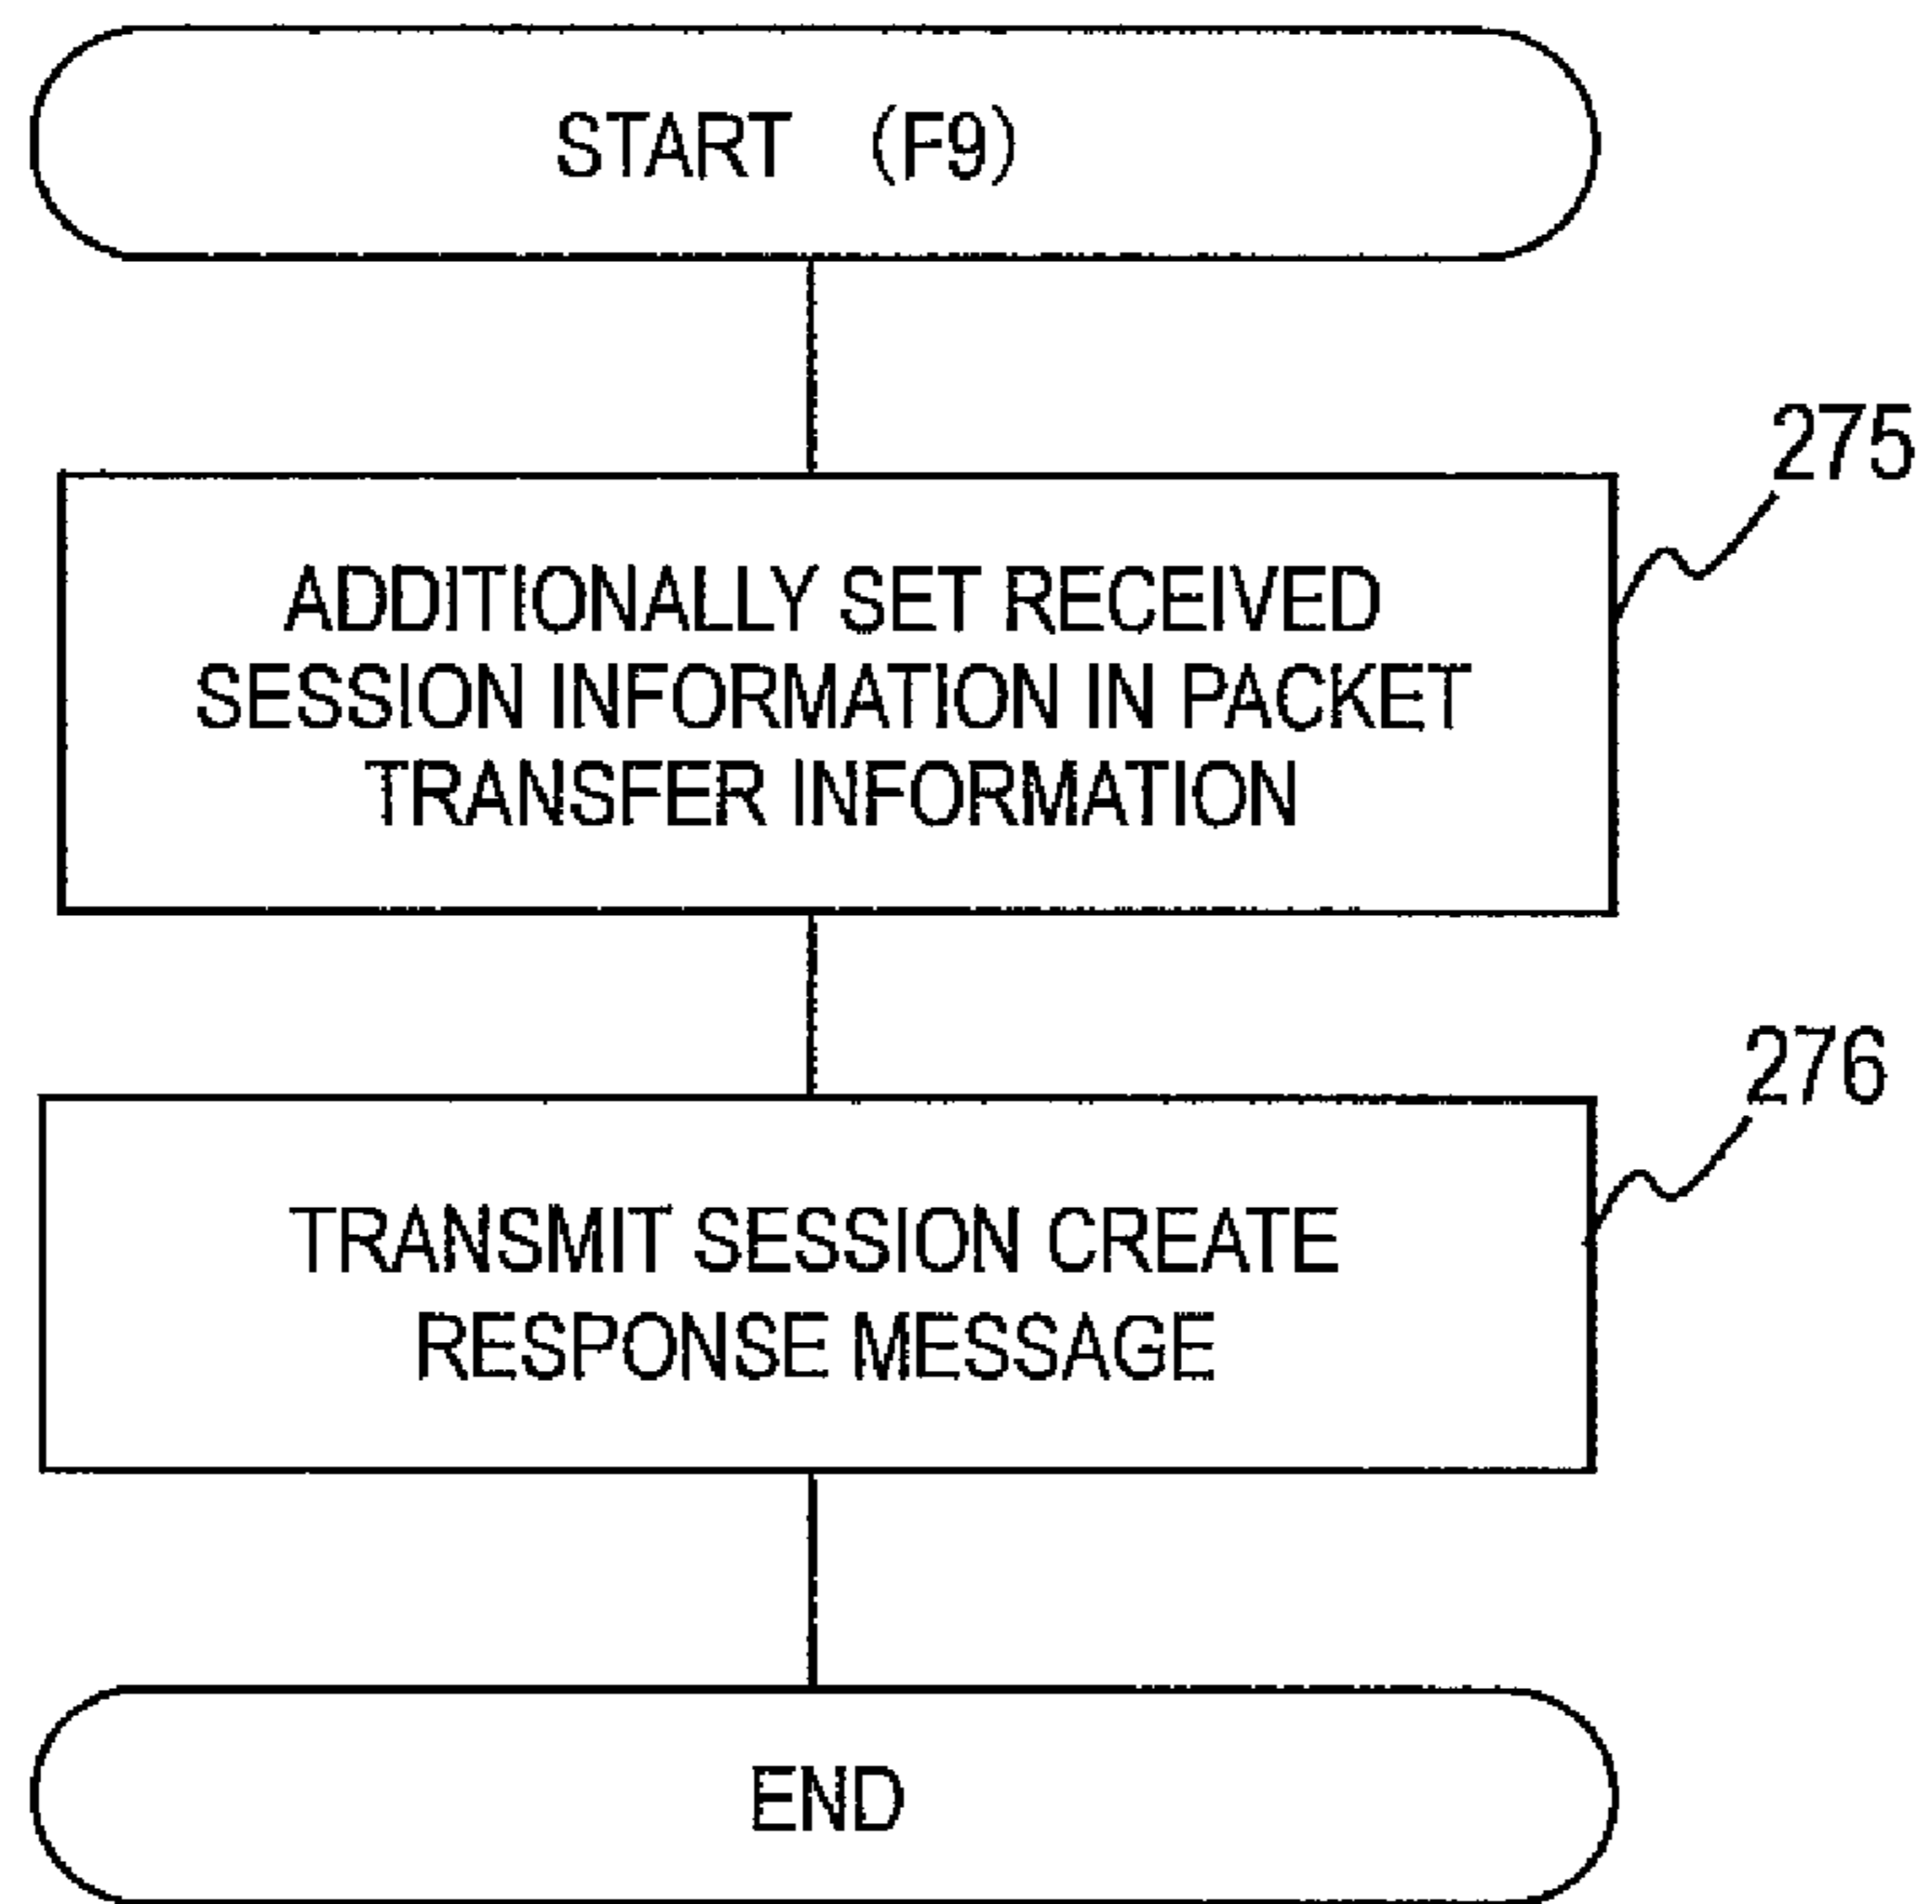 START (F9)
275
ADDITIONALLY SET RECEIVED
SESSION INFORMATION IN PACKET
TRANSFER INFORMATION
276
TRANSMIT SESSION CREATE
RESPONSE MESSAGE
END